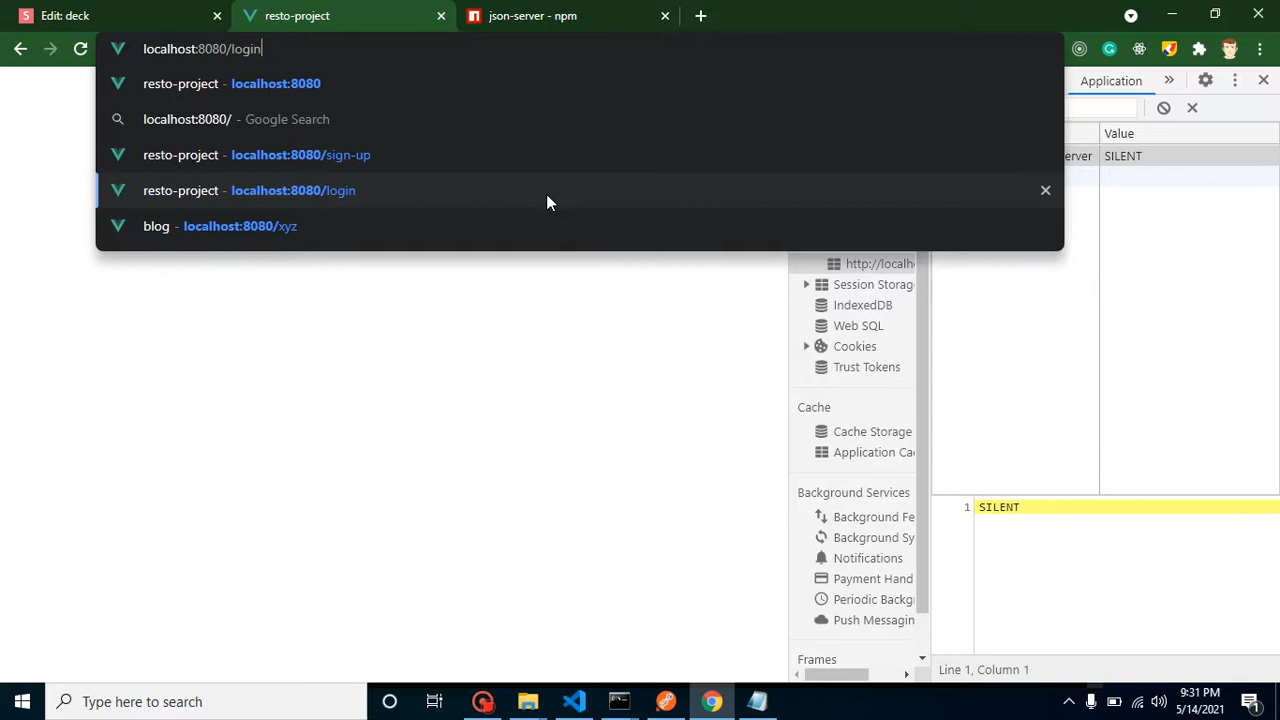 Edit: deck
resto-project
json-server - npm
localhost:8080/login
resto-project - localhost:8080
localhost:8080/ - Google Search
resto-project - localhost:8080/sign-up
resto-project - localhost:8080/login
blog - localhost:8080/xyz
Application
Value
erver
SILENT
http://localh
Session Storag
IndexedDB
Web SQL
Cookies
Trust Tokens
Cache
Cache Storage
Application Ca
Background Services
Background Fe
Background Sy
Notifications
Payment Hand
Periodic Backg
Push Messagin
Frames
1 SILENT
Line 1, Column 1
Type here to search
9:31 PM
5/14/2021
1